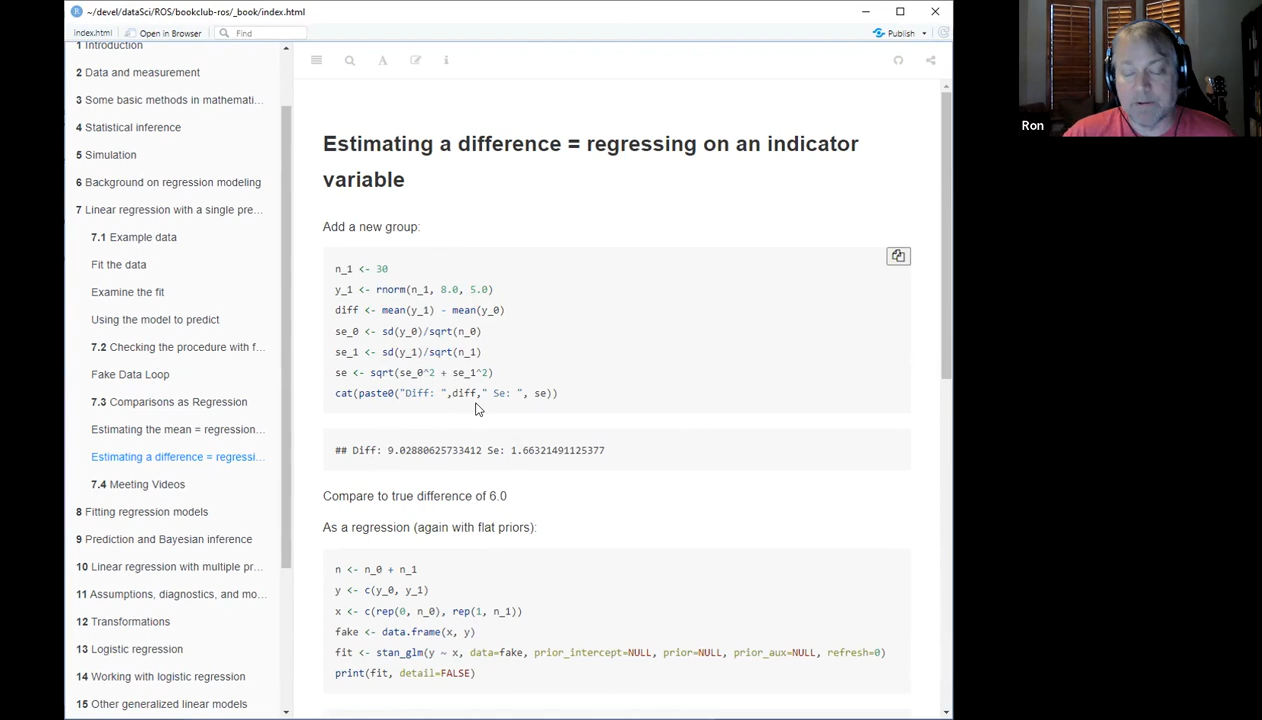 ~/devel/dataSci/ROS/bookclub-ros/_book/index.html
index.html
Open in Browser
Find
Publish
1 Introduction
2 Data and measurement
3 Some basic methods in mathemati...
4 Statistical inference
5 Simulation
6 Background on regression modeling
7 Linear regression with a single pre...
7.1 Example data
Fit the data
Examine the fit
Using the model to predict
7.2 Checking the procedure with f...
Fake Data Loop
7.3 Comparisons as Regression
Estimating the mean = regression...
Estimating a difference = regressi...
7.4 Meeting Videos
8 Fitting regression models
9 Prediction and Bayesian inference
10 Linear regression with multiple pr...
11 Assumptions, diagnostics, and mo...
12 Transformations
13 Logistic regression
14 Working with logistic regression
15 Other generalized linear models
Estimating a difference = regressing on an indicator
variable
Add a new group:
n_1 <- 30
y_1 <- rnorm(n_1, 8.0, 5.0)
diff <- mean(y_1) - mean(y_0)
se_0 <- sd(y_0)/sqrt(n_0)
se_1 <- sd(y_1)/sqrt(n_1)
se <- sqrt(se_0^2 + se_1^2)
cat(paste0("Diff: ",diff," Se: ", se))
## Diff: 9.02880625733412 Se: 1.66321491125377
Compare to true difference of 6.0
As a regression (again with flat priors):
n <- n_0 + n_1
y <- c(y_0, y_1)
x <- c(rep(0, n_0), rep(1, n_1))
fake <- data.frame(x, y)
fit <- stan_glm(y ~ x, data=fake, prior_intercept=NULL, prior=NULL, prior_aux=NULL, refresh=0)
print(fit, detail=FALSE)
Ron